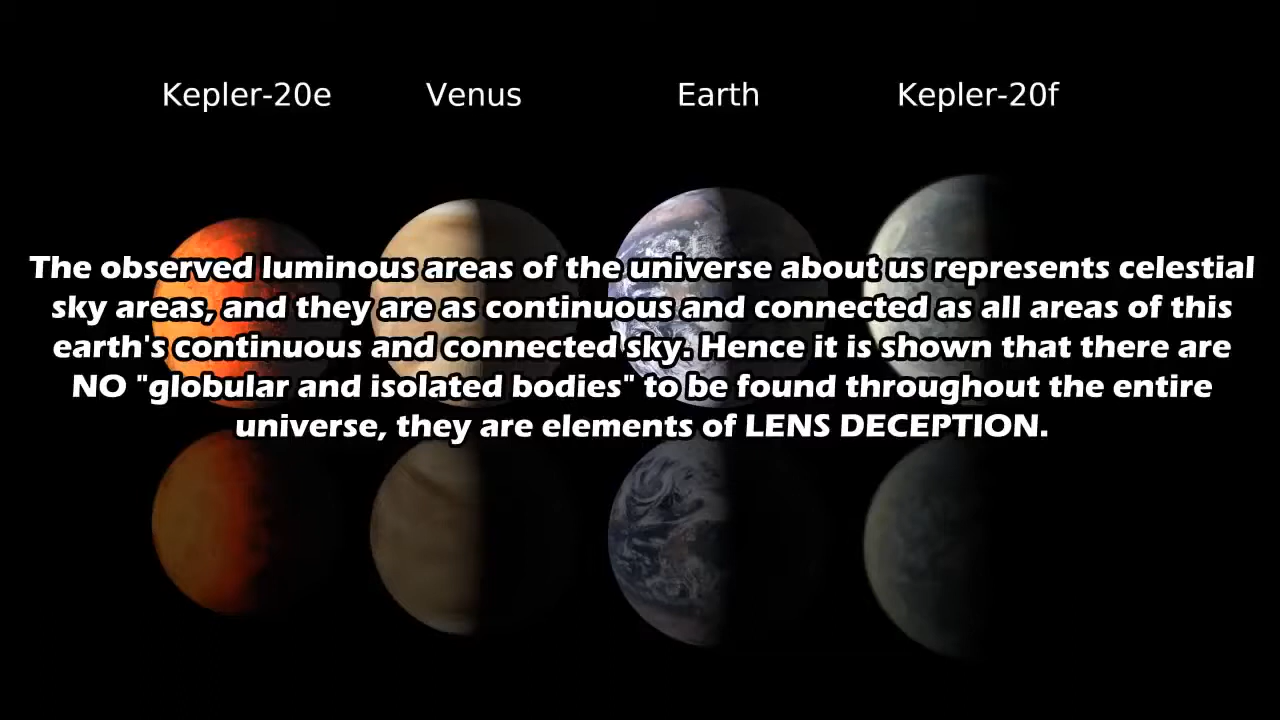 Kepler-20e Venus Earth Kepler-20f
The observed luminous areas of the universe about us represents celestial
sky areas, and they are as continuous and connected as all areas of this
earth's continuous and connected sky. Hence it is shown that there are
NO "globular and isolated bodies" to be found throughout the entire
universe, they are elements of LENS DECEPTION.